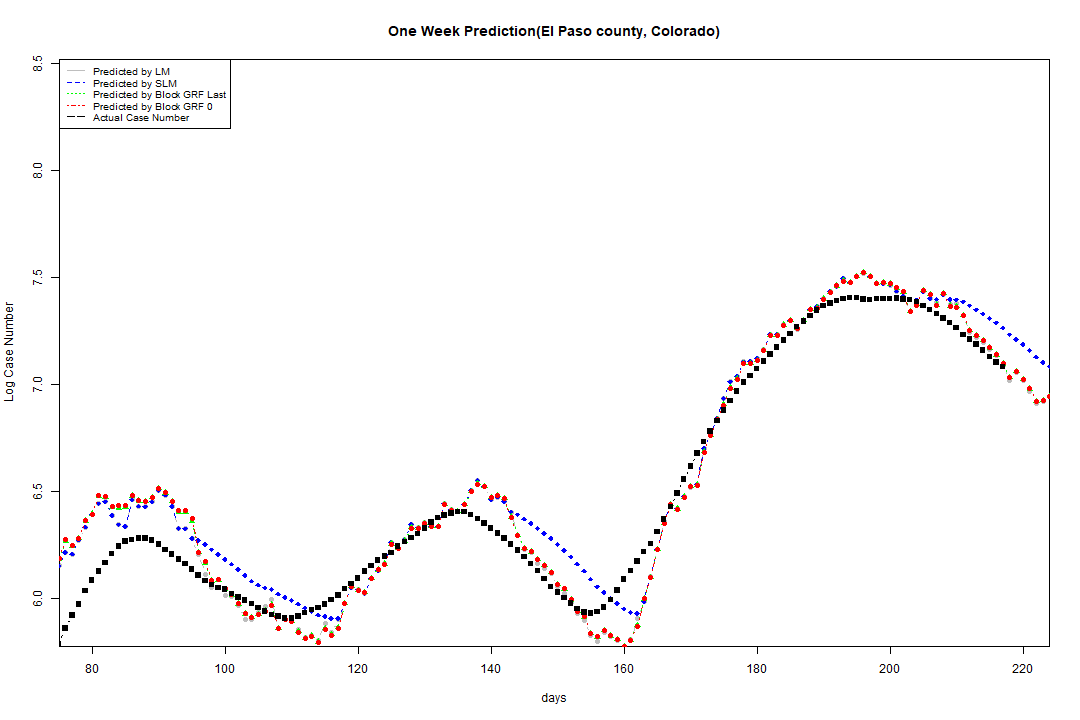 One Week Prediction(El Paso county, Colorado)
Predicted by LM
Predicted by SLM
Predicted by Block GRF Last
Predicted by Block GRF 0
Actual Case Number
Log Case Number
8.5
8.0
7.5
7.0
6.5
6.0
80 100 120 140 160 180 200 220
days